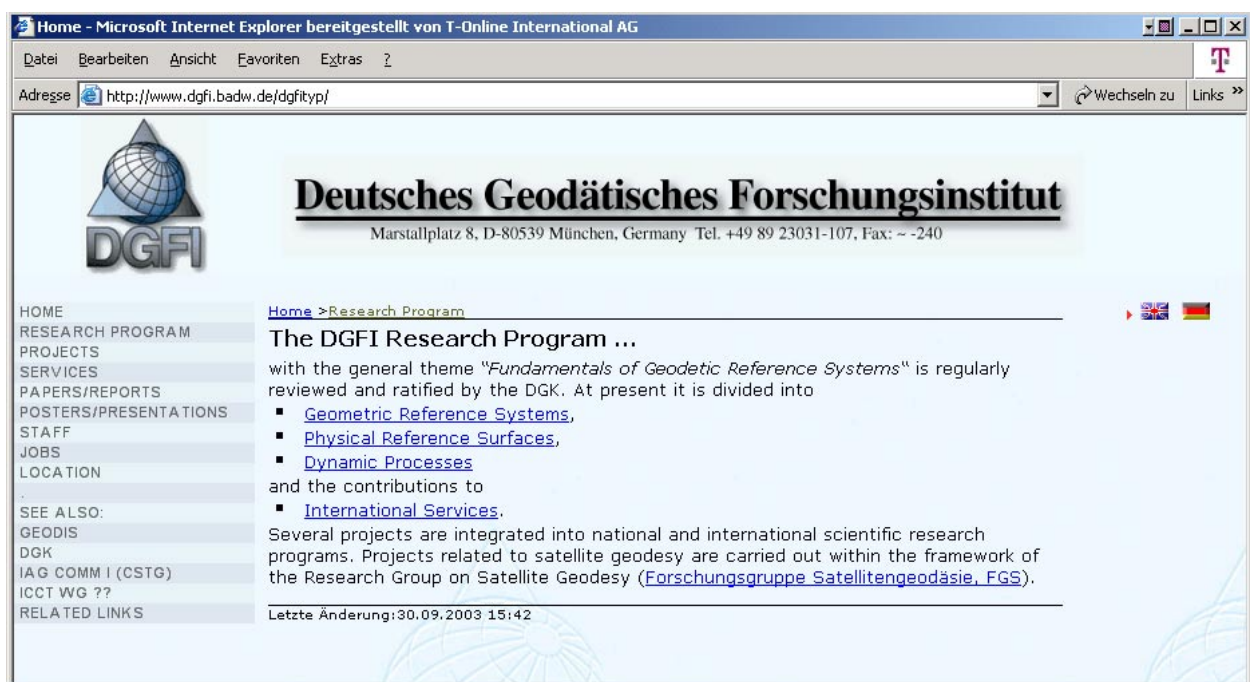 Home - Microsoft Internet Explorer bereitgestellt von T-Online International AG
Datei Bearbeiten Ansicht Favoriten Extras ?
T
Adresse http://www.dgfi.badw.de/dgfityp/ Wechseln zu Links »
DGFI
Deutsches Geodätisches Forschungsinstitut
Marstallplatz 8, D-80539 München, Germany Tel. +49 89 23031-107, Fax: ~ -240
HOME
RESEARCH PROGRAM
PROJECTS
SERVICES
PAPERS/REPORTS
POSTERS/PRESENTATIONS
STAFF
JOBS
LOCATION
.
SEE ALSO:
GEODIS
DGK
IAG COMM I (CSTG)
ICCT WG ??
RELATED LINKS
Home >Research Program
The DGFI Research Program ...
with the general theme "Fundamentals of Geodetic Reference Systems" is regularly
reviewed and ratified by the DGK. At present it is divided into
▪ Geometric Reference Systems,
▪ Physical Reference Surfaces,
▪ Dynamic Processes
and the contributions to
▪ International Services.
Several projects are integrated into national and international scientific research
programs. Projects related to satellite geodesy are carried out within the framework of
the Research Group on Satellite Geodesy (Forschungsgruppe Satellitengeodäsie, FGS).
Letzte Änderung:30.09.2003 15:42